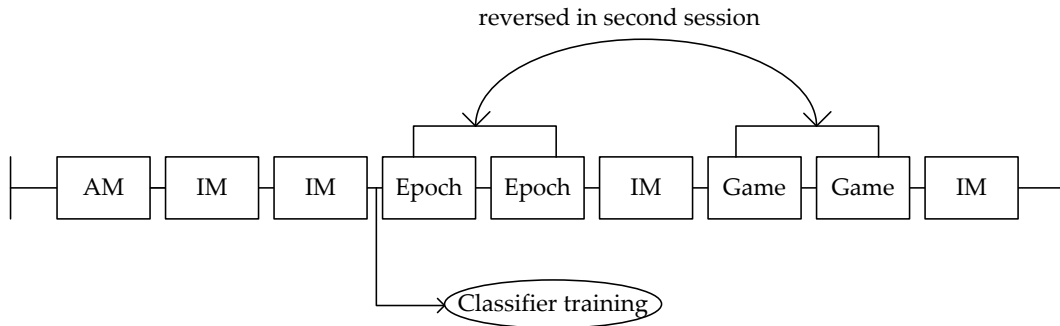 reversed in second session
AM IM IM Epoch Epoch IM Game Game IM
Classifier training